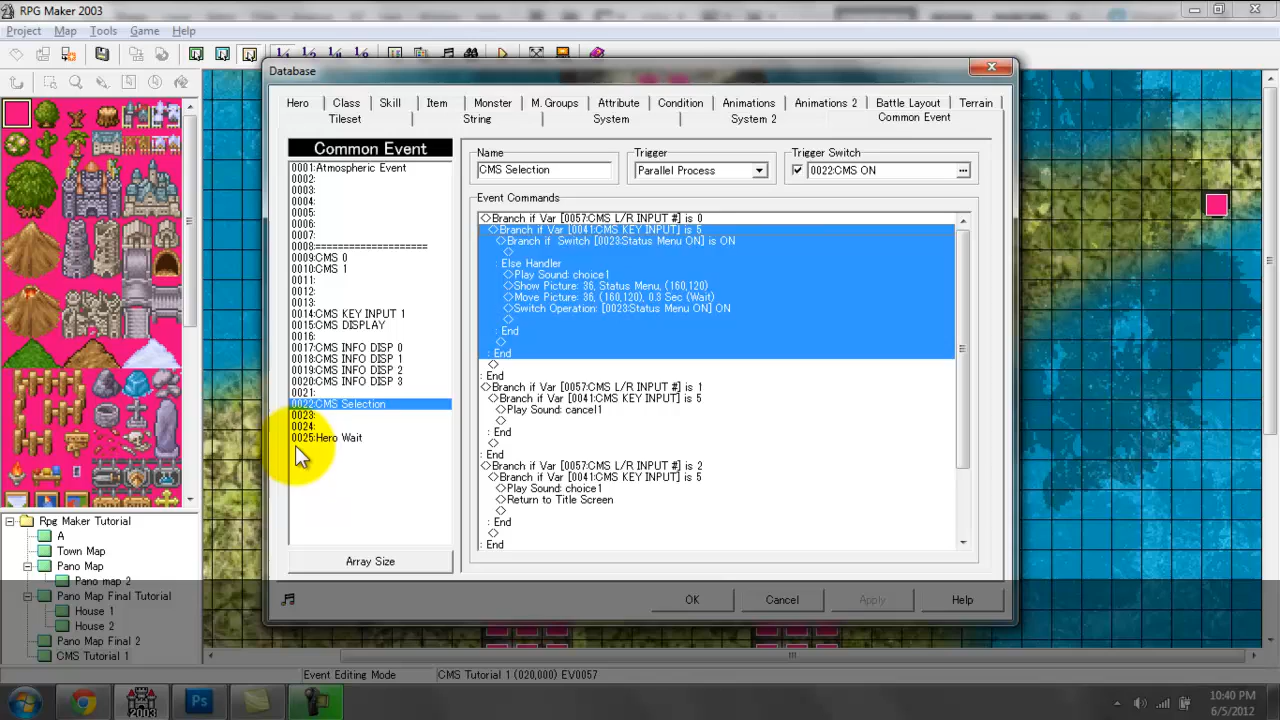 RPG Maker 2003
Project Map Tools Game Help
Database
Hero Class Skill Item Monster M. Groups Attribute Condition Animations Animations 2 Battle Layout Terrain
Tileset String System System 2 Common Event
Common Event
0001:Atmospheric Event
0002:
0003:
0004:
0005:
0006:
0007:
0008:====================
0009:CMS 0
0010:CMS 1
0011:
0012:
0013:
0014:CMS KEY INPUT 1
0015:CMS DISPLAY
0016:
0017:CMS INFO DISP 0
0018:CMS INFO DISP 1
0019:CMS INFO DISP 2
0020:CMS INFO DISP 3
0021:
0022:CMS Selection
0023:
0024:
0025:Hero Wait
Array Size
Name
CMS Selection
Trigger
Parallel Process
Trigger Switch
0022:CMS ON
Event Commands
◇Branch if Var [0057:CMS L/R INPUT #] is 0
◇Branch if Var [0041:CMS KEY INPUT] is 5
◇Branch if Switch [0023:Status Menu ON] is ON
◇
: Else Handler
◇Play Sound: choice1
◇Show Picture: 36, Status Menu, (160,120)
◇Move Picture: 36, (160,120), 0.3 Sec (Wait)
◇Switch Operation: [0023:Status Menu ON] ON
◇
: End
◇
: End
◇
: End
◇Branch if Var [0057:CMS L/R INPUT #] is 1
◇Branch if Var [0041:CMS KEY INPUT] is 5
◇Play Sound: cancel1
◇
: End
◇
: End
◇Branch if Var [0057:CMS L/R INPUT #] is 2
◇Branch if Var [0041:CMS KEY INPUT] is 5
◇Play Sound: choice1
◇Return to Title Screen
◇
: End
◇
: End
OK Cancel Apply Help
Rpg Maker Tutorial
A
Town Map
Pano Map
Pano map 2
Pano Map Final Tutorial
House 1
House 2
Pano Map Final 2
CMS Tutorial 1
Event Editing Mode CMS Tutorial 1 (020,000) EV0057
2003
Ps
10:40 PM
6/5/2012